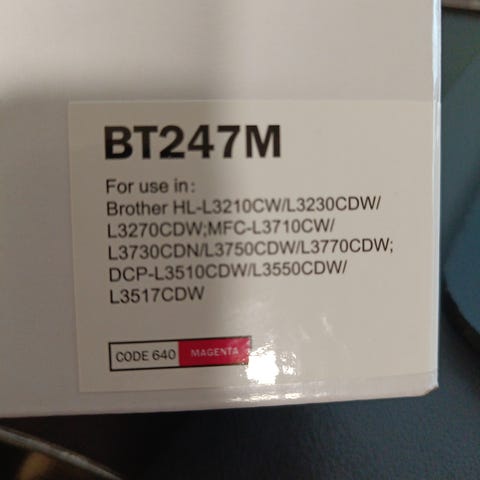 BT247M
For use in:
Brother HL-L3210CW/L3230CDW/
L3270CDW;MFC-L3710CW/
L3730CDN/L3750CDW/L3770CDW;
DCP-L3510CDW/L3550CDW/
L3517CDW
CODE 640 MAGENTA